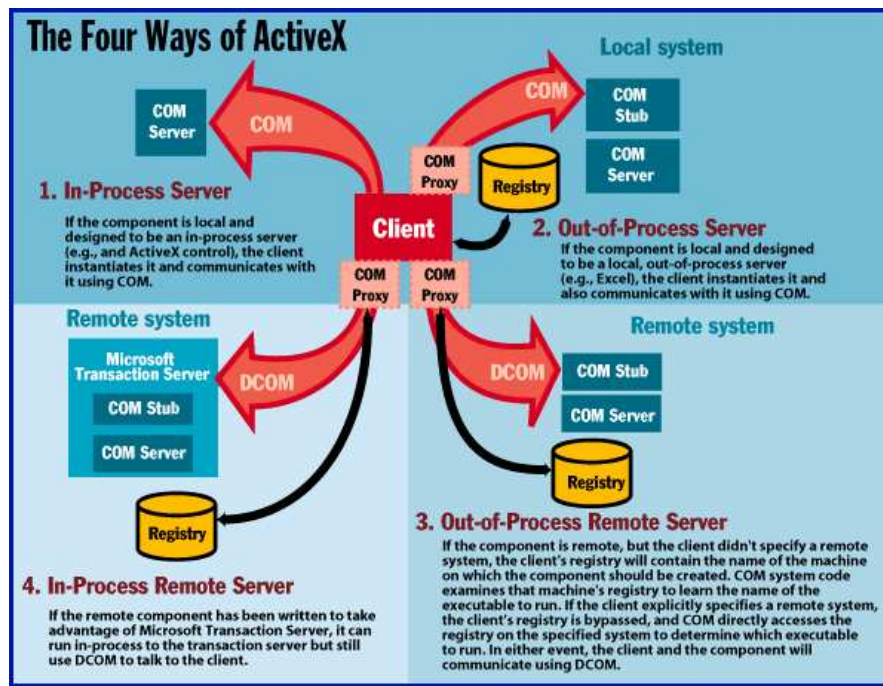 The Four Ways of ActiveX
Local system
COM
Server
COM
COM
COM
Stub
COM
Server
COM
Proxy
Registry
1. In-Process Server
If the component is local and
designed to be an in-process server
(e.g., and ActiveX control), the client
instantiates it and communicates with
it using COM.
Client
2. Out-of-Process Server
If the component is local and designed
to be a local, out-of-process server
(e.g., Excel), the client instantiates it and
also communicates with it using COM.
COM
Proxy
COM
Proxy
Remote system
Microsoft
Transaction Server
COM Stub
COM Server
DCOM
Registry
Remote system
DCOM
COM Stub
COM Server
Registry
4. In-Process Remote Server
If the remote component has been written to take
advantage of Microsoft Transaction Server, it can
run in-process to the transaction server but still
use DCOM to talk to the client.
3. Out-of-Process Remote Server
If the component is remote, but the client didn't specify a remote
system, the client's registry will contain the name of the machine
on which the component should be created. COM system code
examines that machine's registry to learn the name of the
executable to run. If the client explicitly specifies a remote system,
the client's registry is bypassed, and COM directly accesses the
registry on the specified system to determine which executable
to run. In either event, the client and the component will
communicate using DCOM.